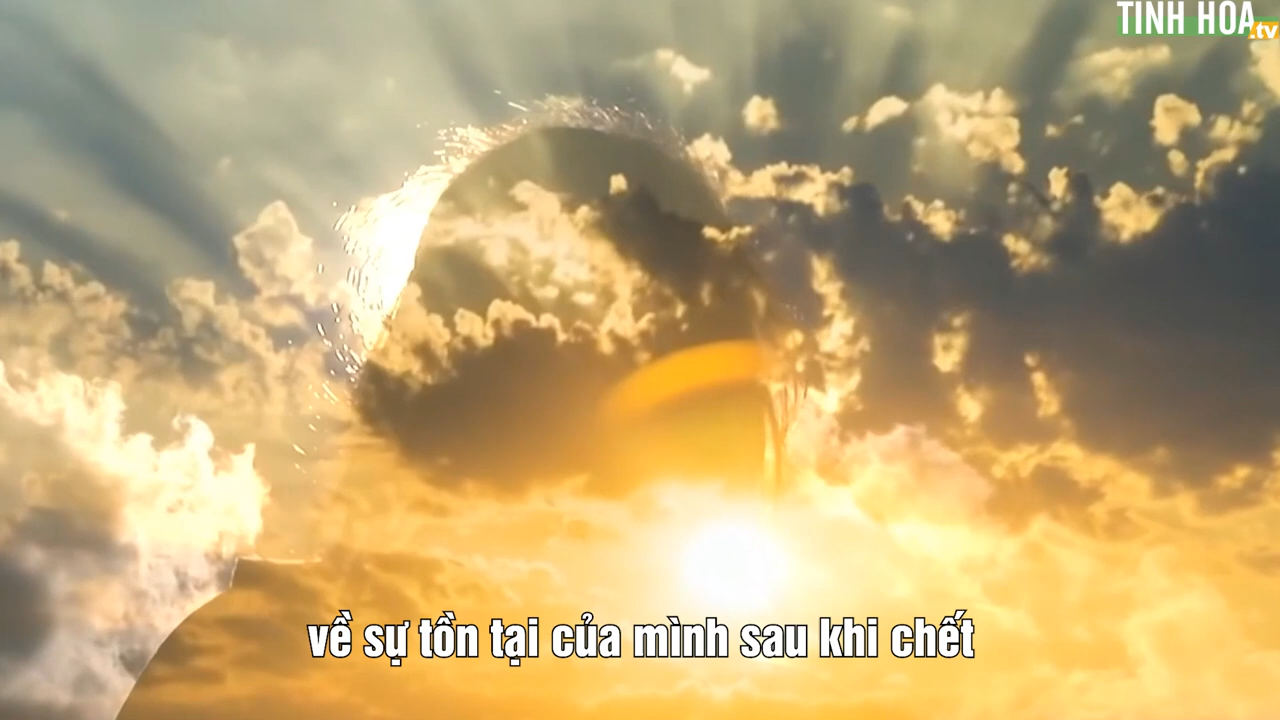 TINH HOA
.tv
về sự tồn tại của mình sau khi chết